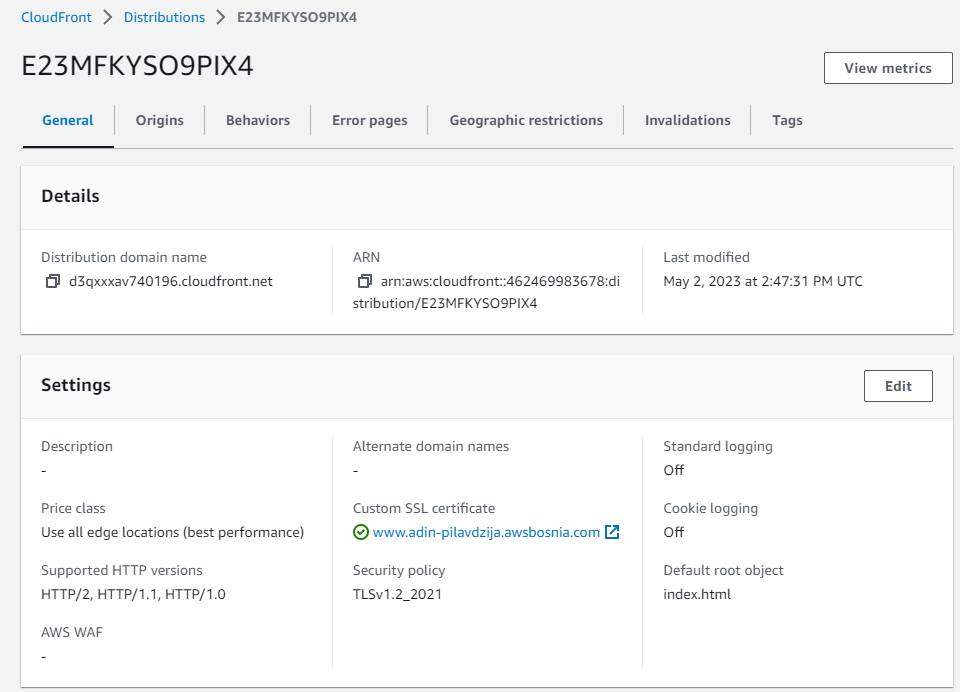 CloudFront > Distributions > E23MFKYSO9PIX4
E23MFKYSO9PIX4
View metrics
General
Origins
Behaviors
Error pages
Geographic restrictions
Invalidations
Tags
Details
Distribution domain name
d3qxxxav740196.cloudfront.net
ARN
arn:aws:cloudfront::462469983678:di
stribution/E23MFKYSO9PIX4
Last modified
May 2, 2023 at 2:47:31 PM UTC
Settings
Edit
Description
-
Price class
Use all edge locations (best performance)
Supported HTTP versions
HTTP/2, HTTP/1.1, HTTP/1.0
AWS WAF
-
Alternate domain names
-
Custom SSL certificate
www.adin-pilavdzija.awsbosnia.com
Security policy
TLSv1.2_2021
Standard logging
Off
Cookie logging
Off
Default root object
index.html